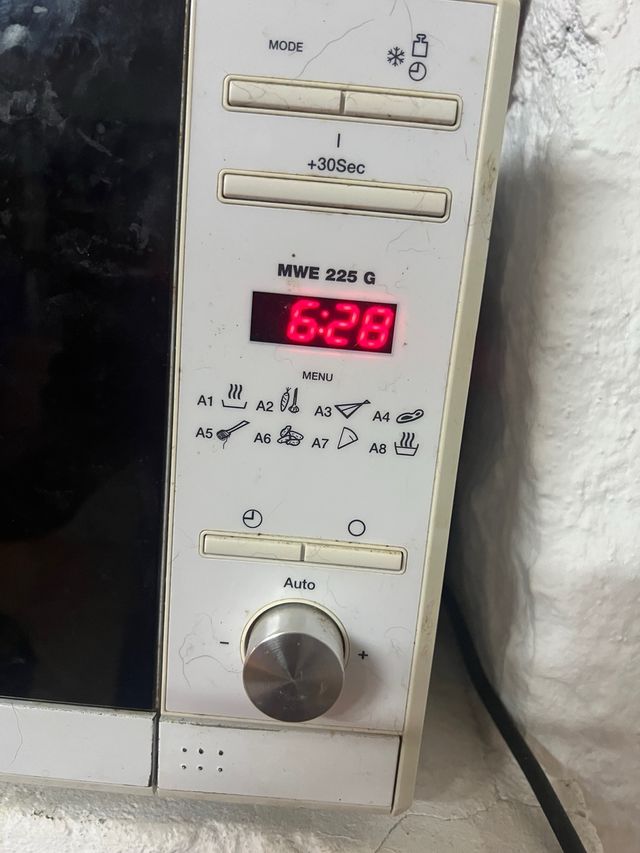 MODE
I
+30Sec
MWE 225 G
6:28
MENU
A1 A2 A3 A4
A5 A6 A7 A8
Auto
- +